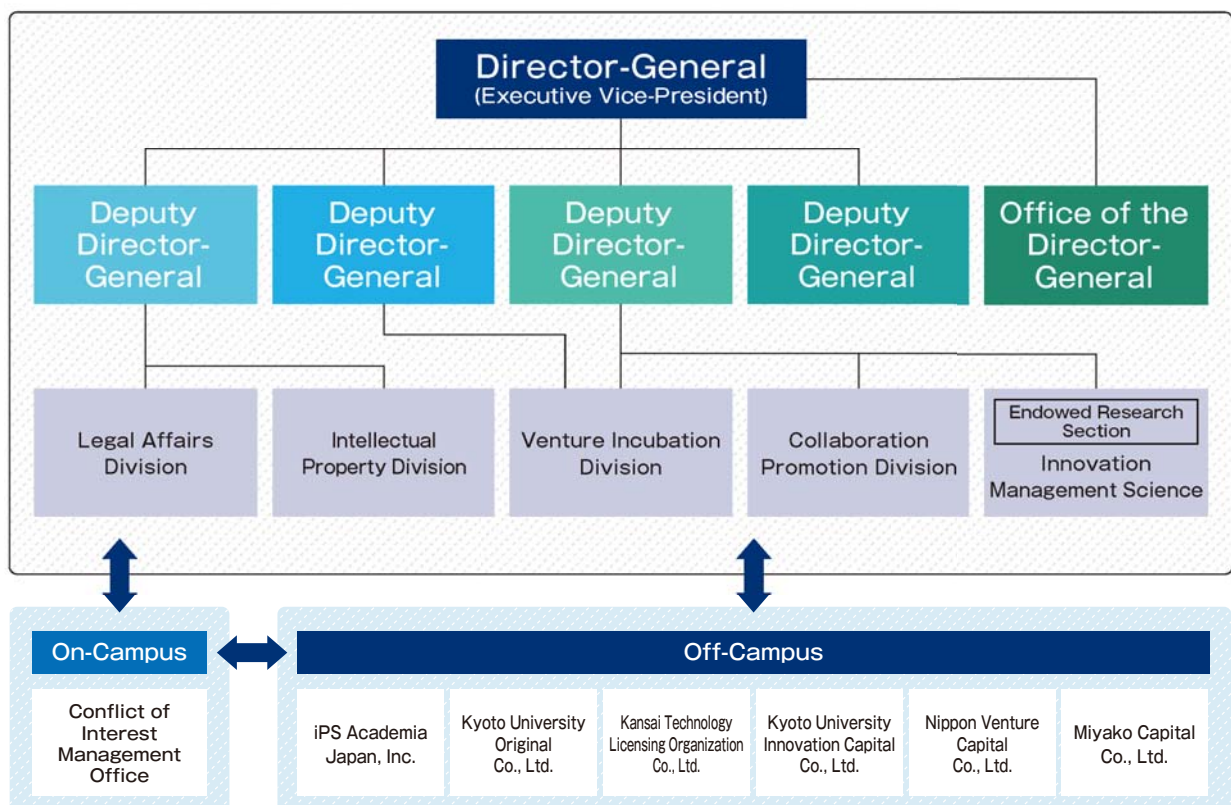 Director-General
(Executive Vice-President)
Deputy
Director-
General
Deputy
Director-
General
Deputy
Director-
General
Deputy
Director-
General
Office of the
Director-
General
Legal Affairs
Division
Intellectual
Property Division
Venture Incubation
Division
Collaboration
Promotion Division
Endowed Research
Section
Innovation
Management Science
On-Campus
Conflict of
Interest
Management
Office
Off-Campus
iPS Academia
Japan, Inc.
Kyoto University
Original
Co., Ltd.
Kansai Technology
Licensing Organization
Co., Ltd.
Kyoto University
Innovation Capital
Co., Ltd.
Nippon Venture
Capital
Co., Ltd.
Miyako Capital
Co., Ltd.